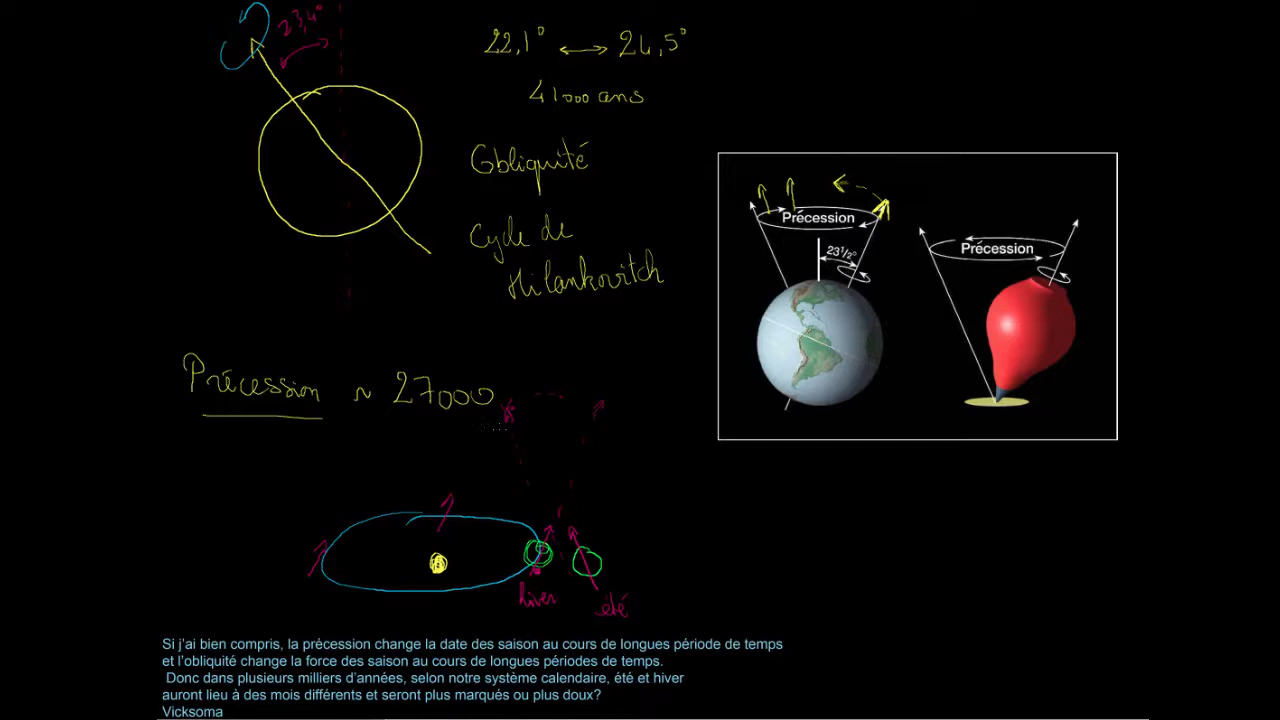 23,4°
22,1° ↔ 24,5°
41000 ans
Obliquité
Cycle de
Milankovitch
Précession
23½°
Précession
Précession ~ 27000
hiver
été
Si j'ai bien compris, la précession change la date des saison au cours de longues période de temps
et l'obliquité change la force des saison au cours de longues périodes de temps.
Donc dans plusieurs milliers d'années, selon notre système calendaire, été et hiver
auront lieu à des mois différents et seront plus marqués ou plus doux?
Vicksoma